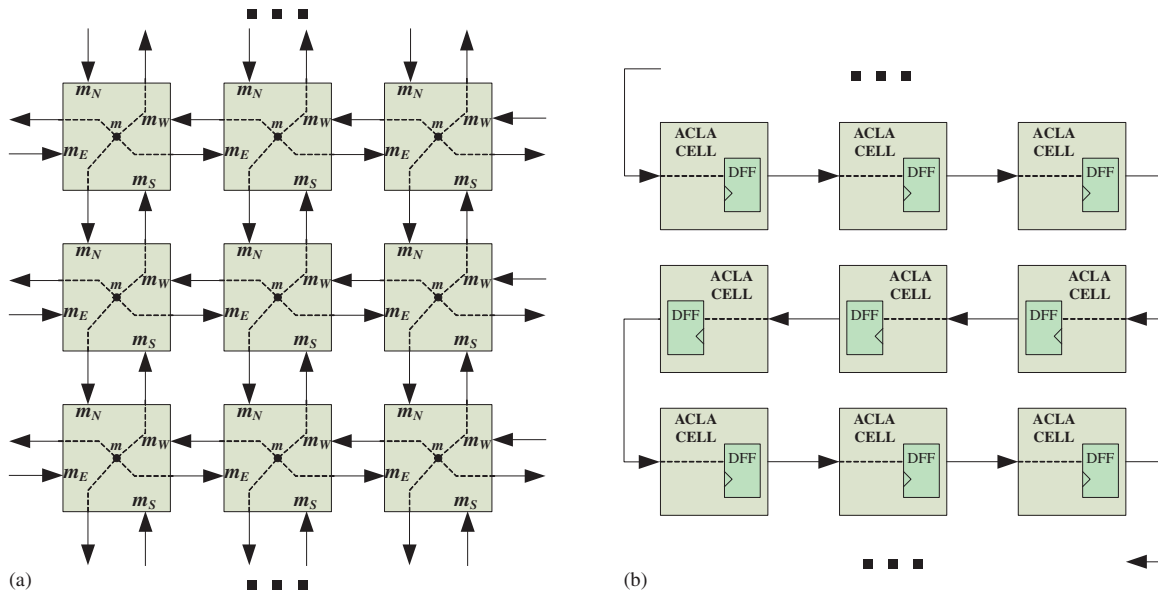 m_N m_N m_N
m m_W m m_W m m_W
m_E m_E m_E
m_S m_S m_S
m_N m_N m_N
m m_W m m_W m m_W
m_E m_E m_E
m_S m_S m_S
m_N m_N m_N
m m_W m m_W m m_W
m_E m_E m_E
m_S m_S m_S
(a)
ACLA ACLA ACLA
CELL CELL CELL
DFF DFF DFF
ACLA ACLA ACLA
CELL CELL CELL
DFF DFF DFF
ACLA ACLA ACLA
CELL CELL CELL
DFF DFF DFF
(b)